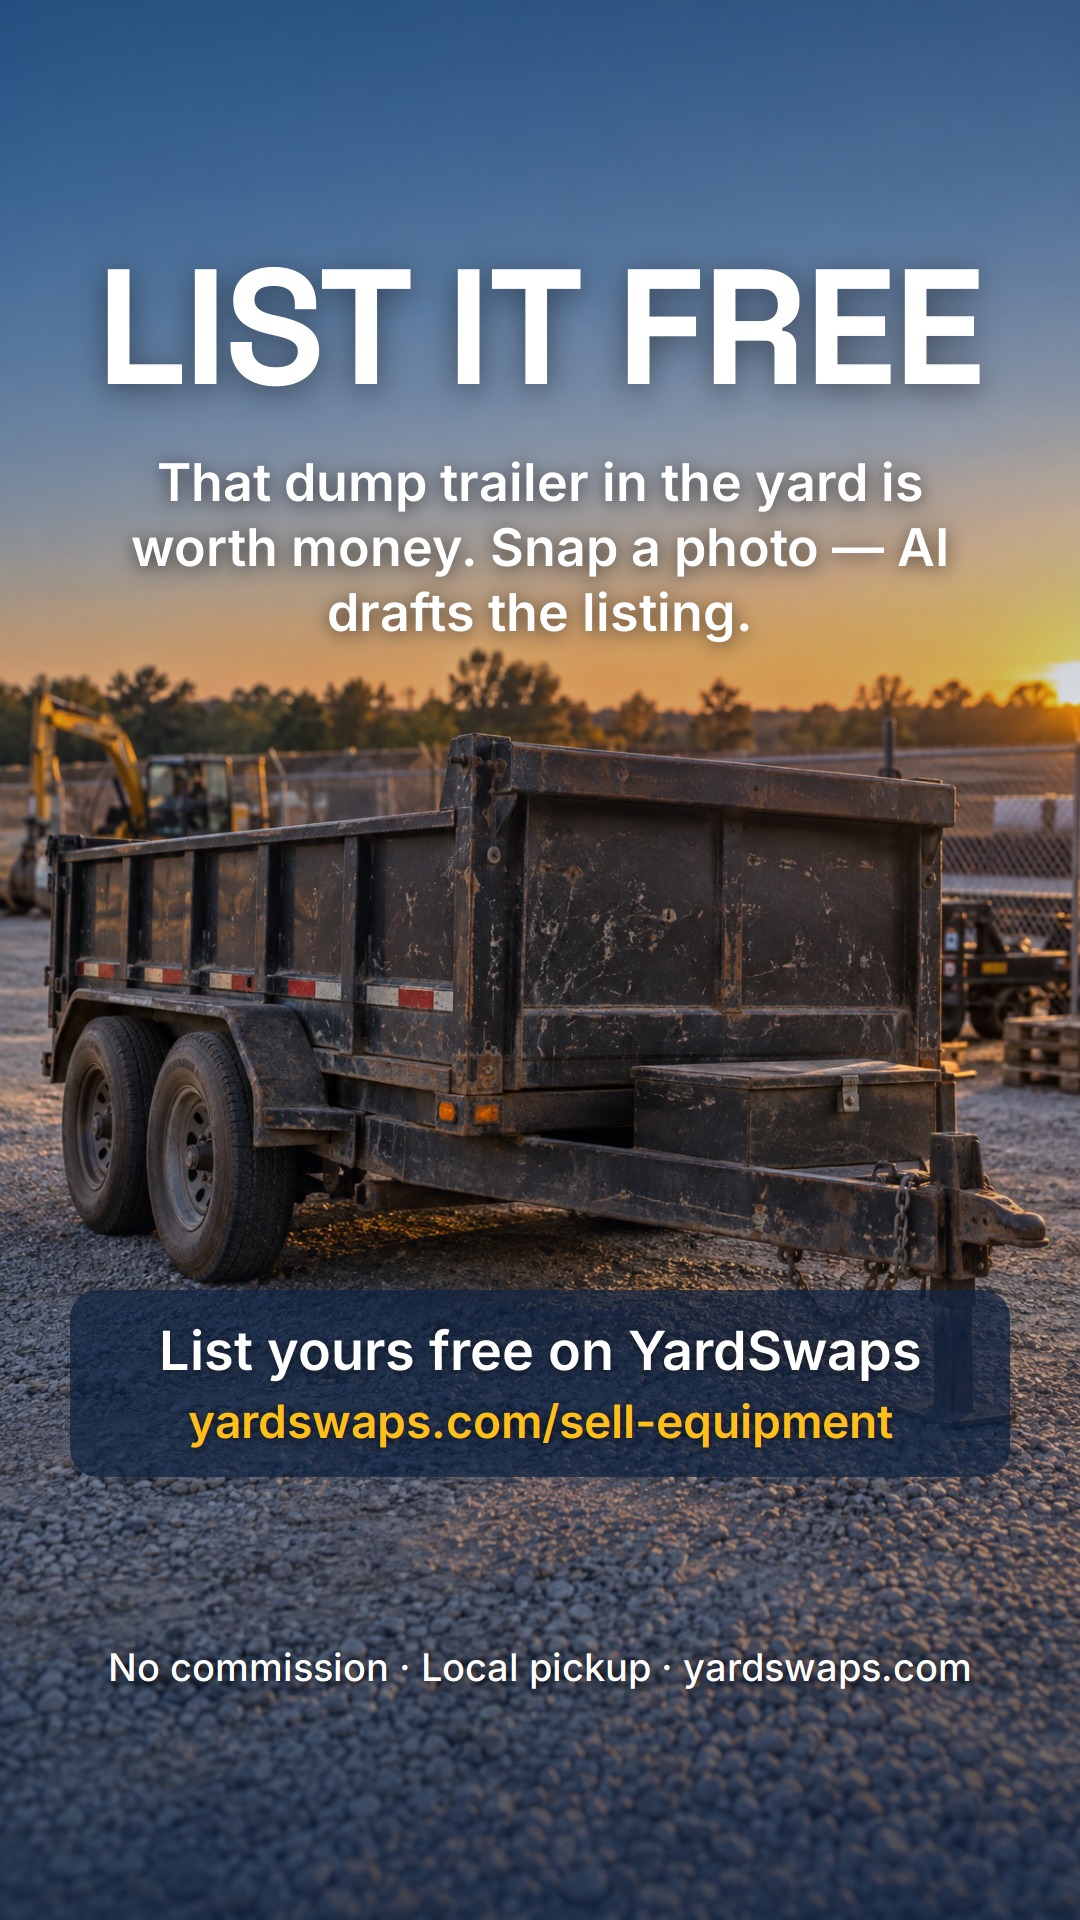 LIST IT FREE
That dump trailer in the yard is
worth money. Snap a photo — AI
drafts the listing.
List yours free on YardSwaps
yardswaps.com/sell-equipment
No commission · Local pickup · yardswaps.com